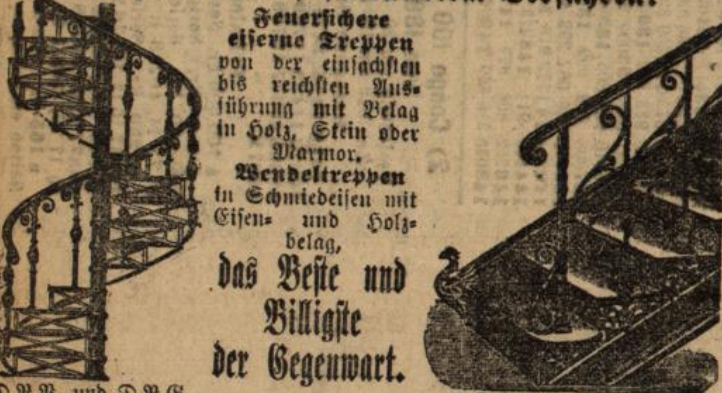 Feuersichere
eiserne Treppen
von der einfachsten
bis reichsten Aus-
führung mit Belag
in Holz, Stein oder
Marmor.
Wendeltreppen
in Schmiedeisen mit
Eisen- und Holz-
belag,
das Beste und
Billigste
der Gegenwart.
D.R.P. und D.R.G.